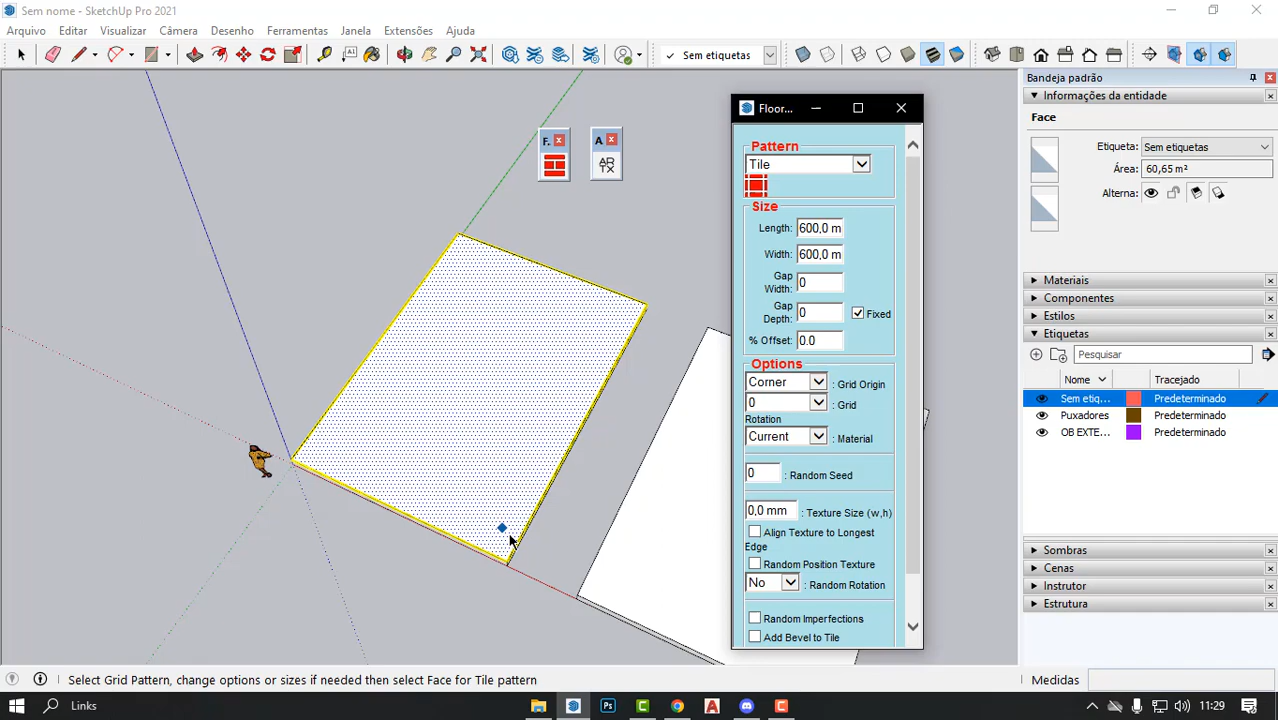 Sem nome - SketchUp Pro 2021
Arquivo Editar Visualizar Câmera Desenho Ferramentas Janela Extensões Ajuda
Sem etiquetas
Bandeja padrão
Informações da entidade
Face
Etiqueta: Sem etiquetas
Área: 60,65 m²
Alterna:
Materiais
Componentes
Estilos
Etiquetas
Pesquisar
Nome Tracejado
Sem etiq... Predeterminado
Puxadores Predeterminado
OB EXTE... Predeterminado
Sombras
Cenas
Instrutor
Estrutura
F.
A
AR
TX
Floor...
Pattern
Tile
Size
Length: 600,0 m
Width: 600,0 m
Gap
Width: 0
Gap
Depth: 0 Fixed
% Offset: 0.0
Options
Corner : Grid Origin
0 : Grid
Rotation
Current : Material
0 : Random Seed
0,0 mm : Texture Size (w,h)
Align Texture to Longest
Edge
Random Position Texture
No : Random Rotation
Random Imperfections
Add Bevel to Tile
Select Grid Pattern, change options or sizes if needed then select Face for Tile pattern
Medidas
Links
11:29